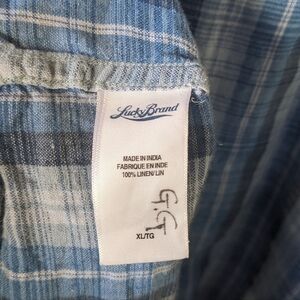 Lucky Brand
MADE IN INDIA
FABRIQUE EN INDE
100% LINEN/LIN
XL/TG